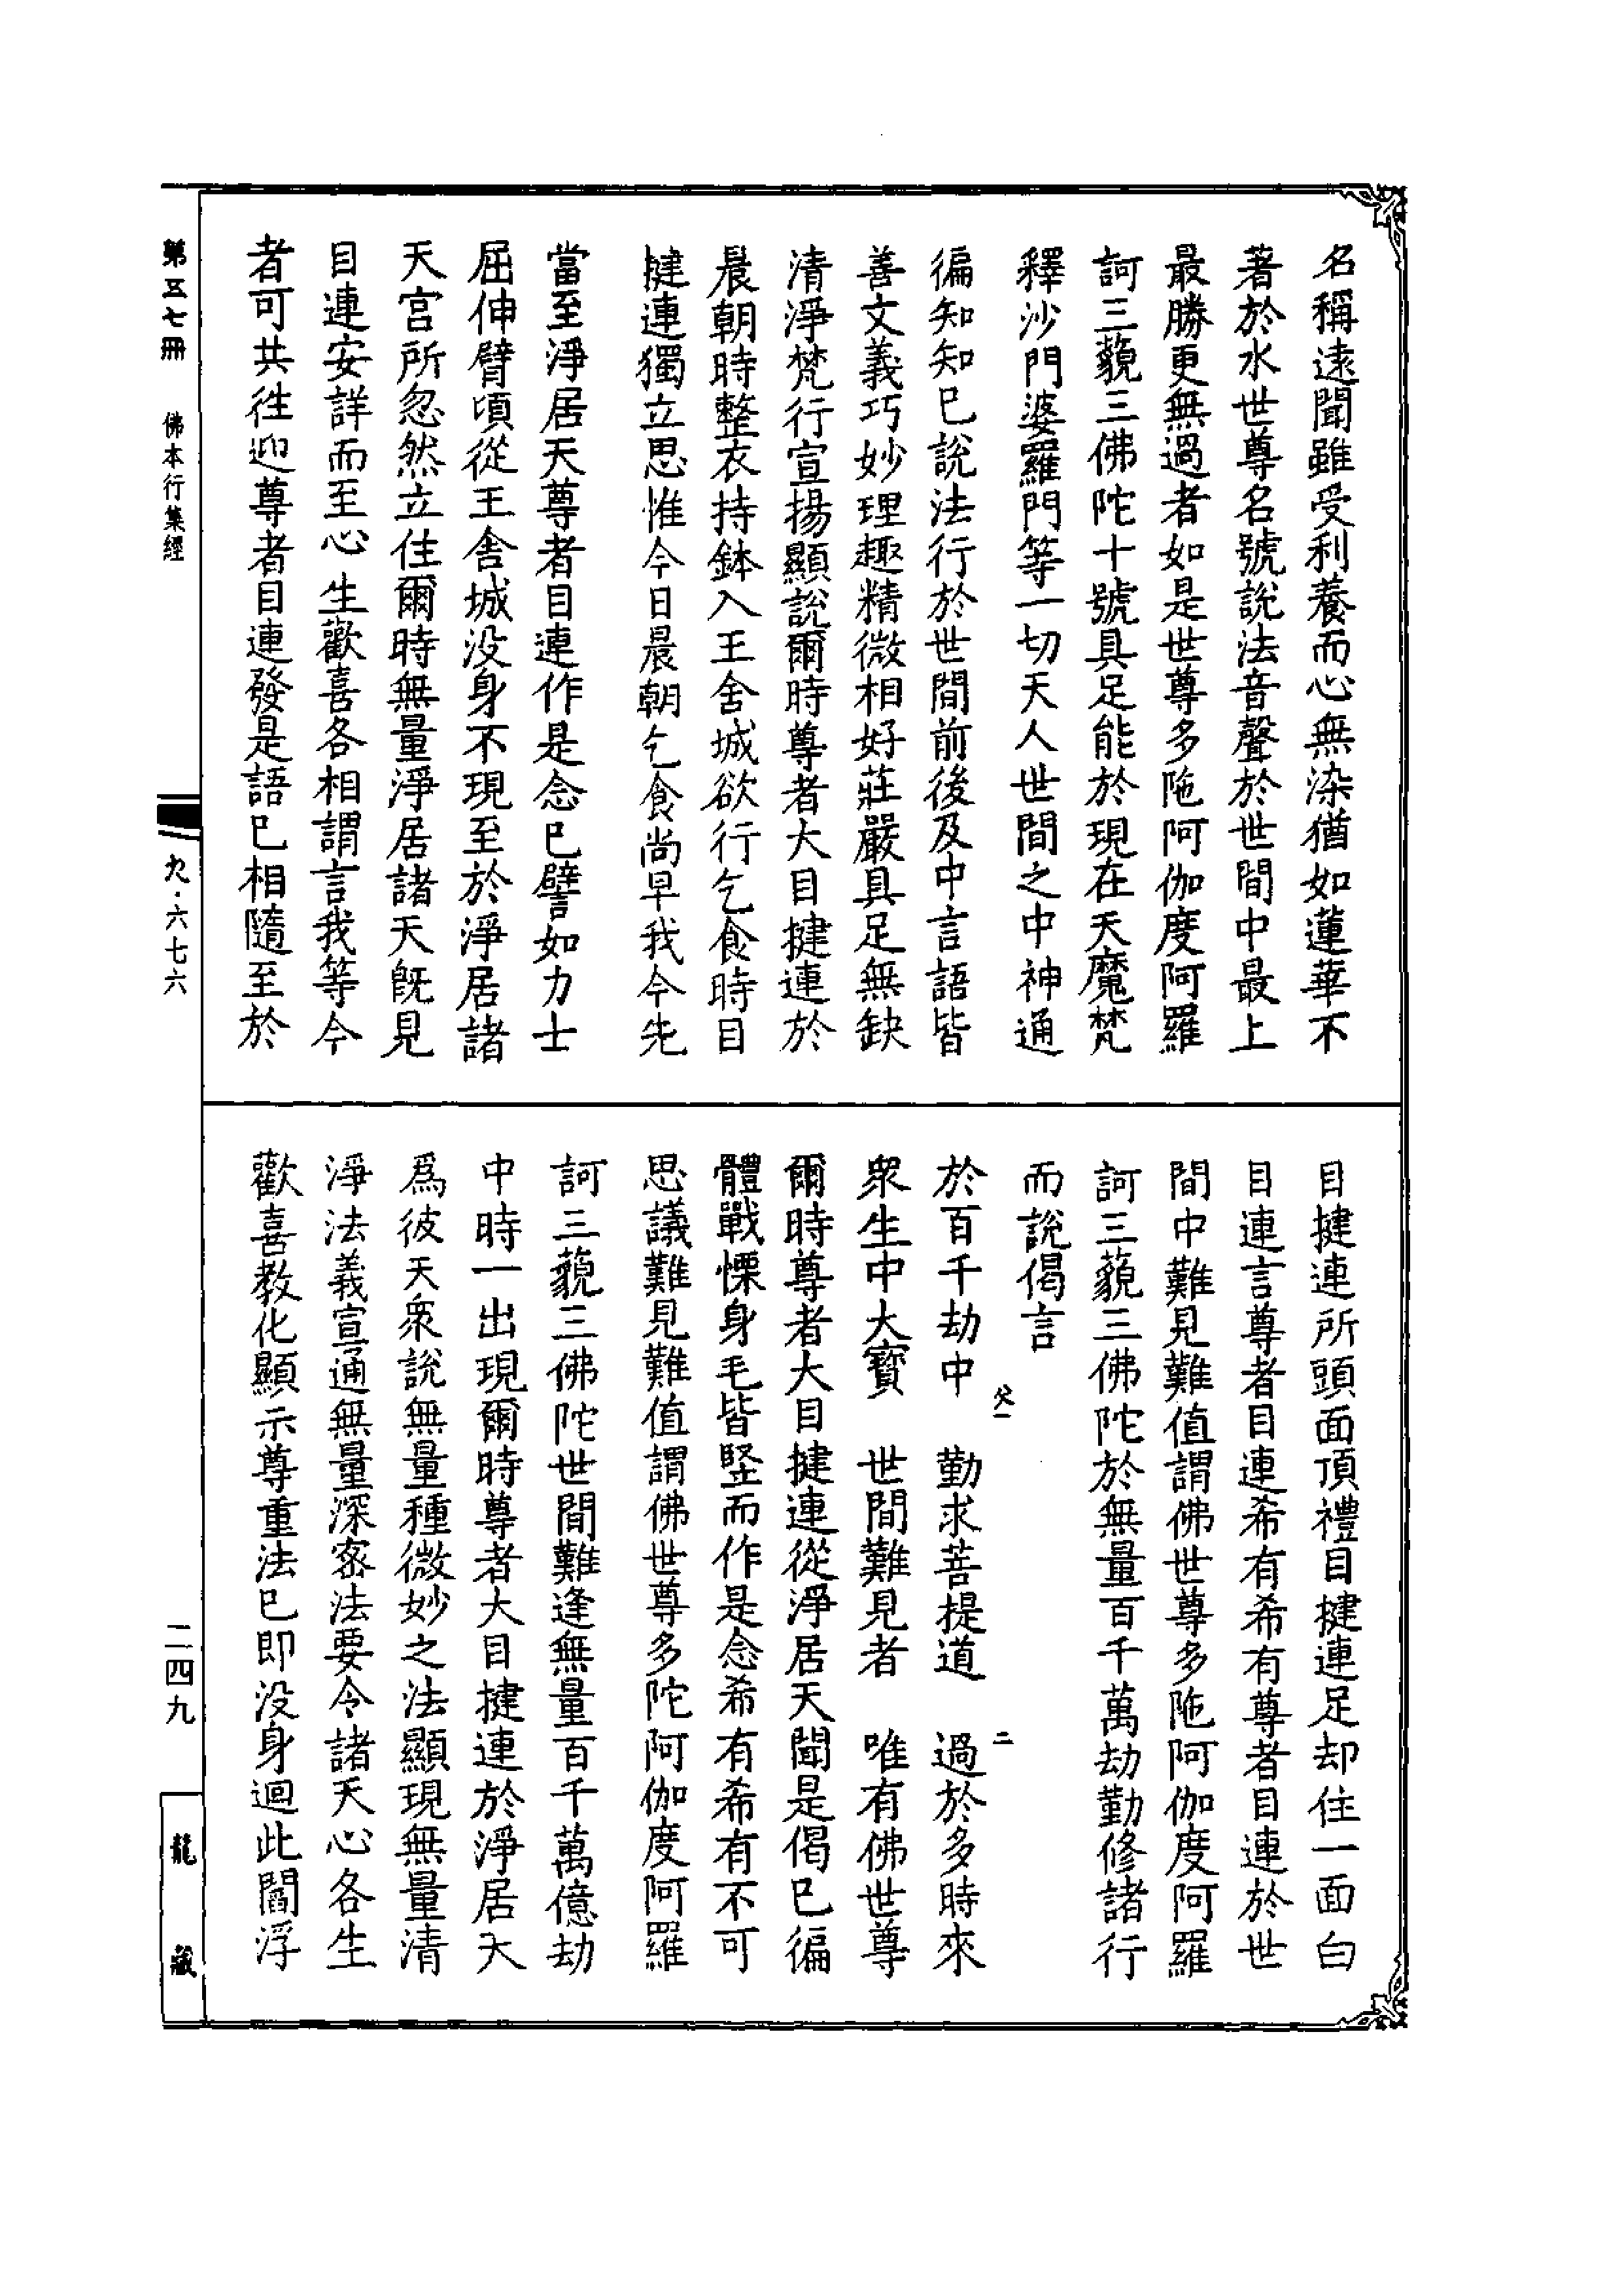 名稱遠聞雖受利養而心無染猶如蓮華不
著於水世尊名號說法音聲於世間中最上
最勝更無過者如是世尊多陁阿伽度阿羅
訶三藐三佛陀十號具足能於現在天魔梵
釋沙門婆羅門等一切天人世間之中神通
徧知知已說法行於世間前後及中言語皆
善文義巧妙理趣精微相好莊嚴具足無缺
清淨梵行宣揚顯說爾時尊者大目揵連於
晨朝時整衣持鉢入王舍城欲行乞食時目
揵連獨立思惟今日晨朝乞食尚早我今先
當至淨居天尊者目連作是念已譬如力士
屈伸臂頃從王舍城没身不現至於淨居諸
天宫所忽然立住爾時無量淨居諸天旣見
目連安詳而至心生歡喜各相謂言我等今
者可共徃迎尊者目連發是語已相隨至於
目揵連所頭面頂禮目揵連足却住一面白
目連言尊者目連希有希有尊者目連於世
間中難見難值謂佛世尊多陁阿伽度阿羅
訶三藐三佛陀於無量百千萬劫勤修諸行
而說偈言
於百千劫中　勤求菩提道　過於多時來
衆生中大寳　世間難見者　唯有佛世尊
爾時尊者大目揵連從淨居天聞是偈已徧
體戰慄身毛皆堅而作是念希有希有不可
思議難見難值謂佛世尊多陀阿伽度阿羅
訶三藐三佛陀世間難逢無量百千萬億劫
中時一出現爾時尊者大目揵連於淨居天
爲彼天衆說無量種微妙之法顯現無量清
淨法義宣通無量深宻法要令諸天心各生
歡喜教化顯示尊重法已即没身迴此閻浮
二
第五七冊　佛本行集經
九·六七六
二四九
龍藏